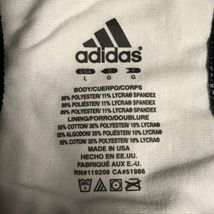 adidas
USA L
G
G
BODY/CUERPO/CORPS
89% POLYESTER/ 11% LYCRA® SPANDEX
89% POLIESTER/ 11% LYCRA® SPANDEX
89% POLYESTER/ 11% LYCRA® SPANDEX
LINING/FORRO/DOUBLURE
55% COTTON/ 35% POLYESTER/ 10% LYCRA®
55% ALGODON/ 35% POLIESTER/ 10% LYCRA®
55% COTON/ 35% POLYESTER/ 10% LYCRA®
MADE IN USA
HECHO EN EE.UU.
FABRIQUÉ AUX E.-U.
RN#119208 CA#51986